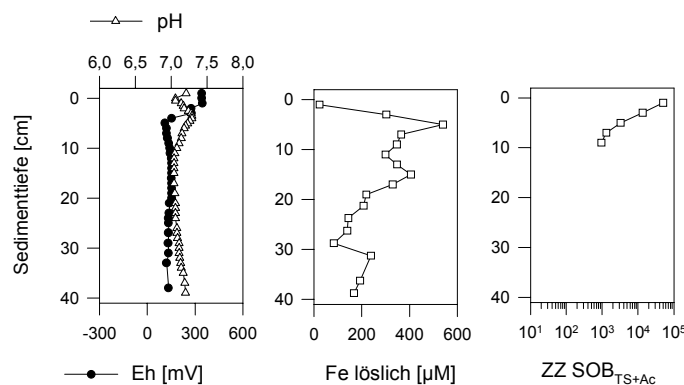 pH
6,0 6,5 7,0 7,5 8,0
Sedimenttiefe [cm]
0
10
20
30
40
-300 0 300 600
Eh [mV]
0
10
20
30
40
0 200 400 600
Fe löslich [µM]
0
10
20
30
40
10¹ 10² 10³ 10⁴ 10⁵
ZZ SOB_TS+Ac